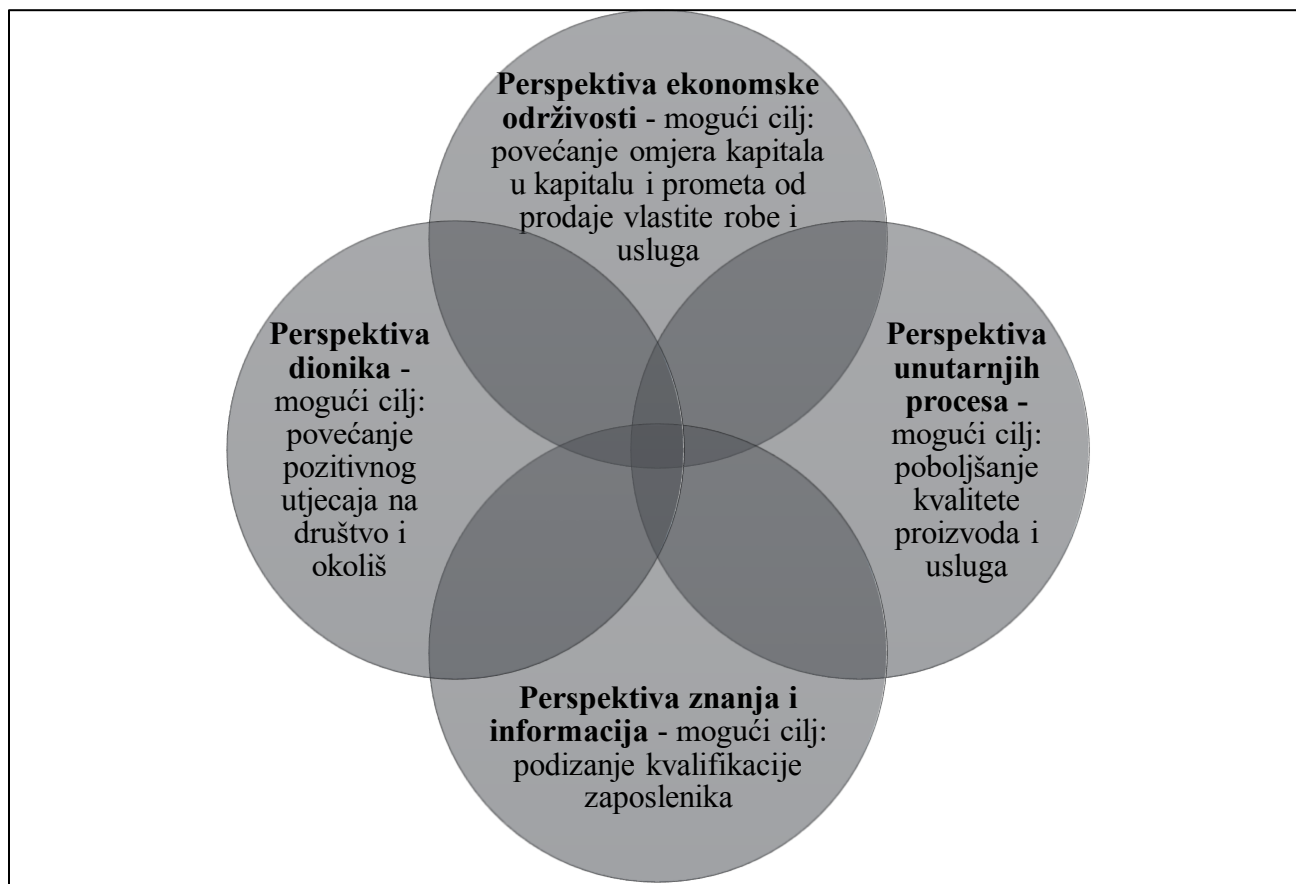 Perspektiva ekonomske
održivosti - mogući cilj:
povećanje omjera kapitala
u kapitalu i prometa od
prodaje vlastite robe i
usluga
Perspektiva
dionika -
mogući cilj:
povećanje
pozitivnog
utjecaja na
društvo i
okoliš
Perspektiva
unutarnjih
procesa -
mogući cilj:
poboljšanje
kvalitete
proizvoda i
usluga
Perspektiva znanja i
informacija - mogući cilj:
podizanje kvalifikacije
zaposlenika